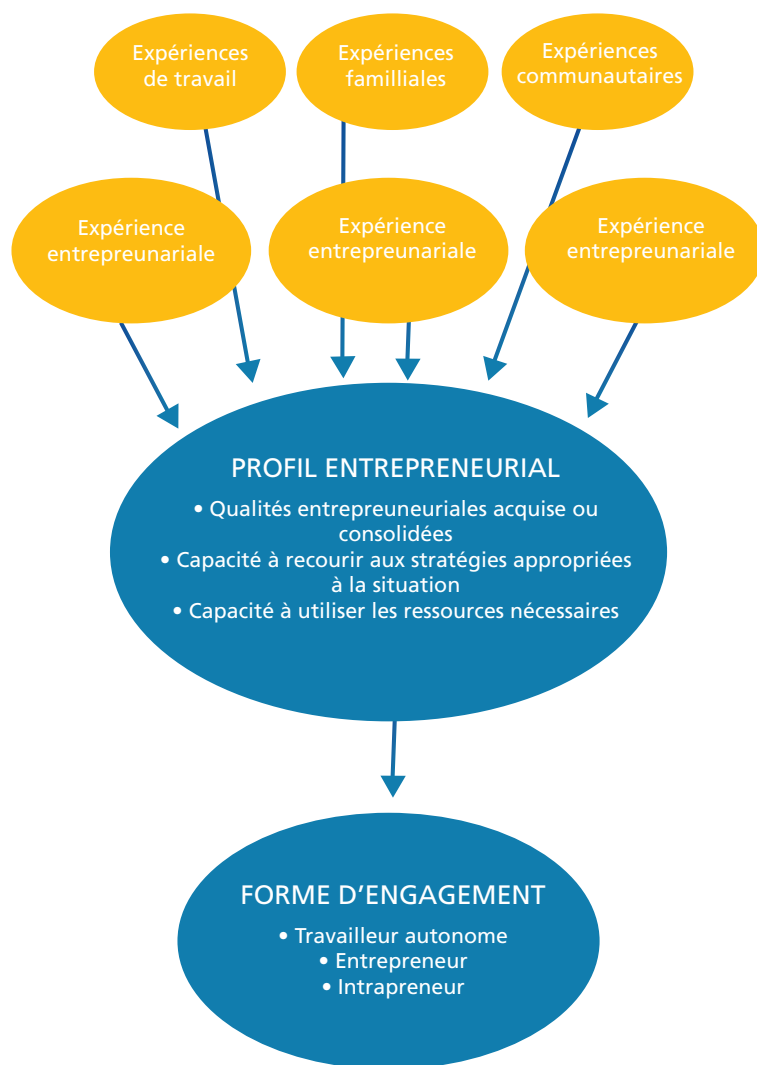 Expériences
de travail
Expériences
familliales
Expériences
communautaires
Expérience
entrepreunariale
Expérience
entrepreunariale
Expérience
entrepreunariale
PROFIL ENTREPRENEURIAL
• Qualités entrepreuneuriales acquise ou
consolidées
• Capacité à recourir aux stratégies appropriées
à la situation
• Capacité à utiliser les ressources nécessaires
FORME D'ENGAGEMENT
• Travailleur autonome
• Entrepreneur
• Intrapreneur